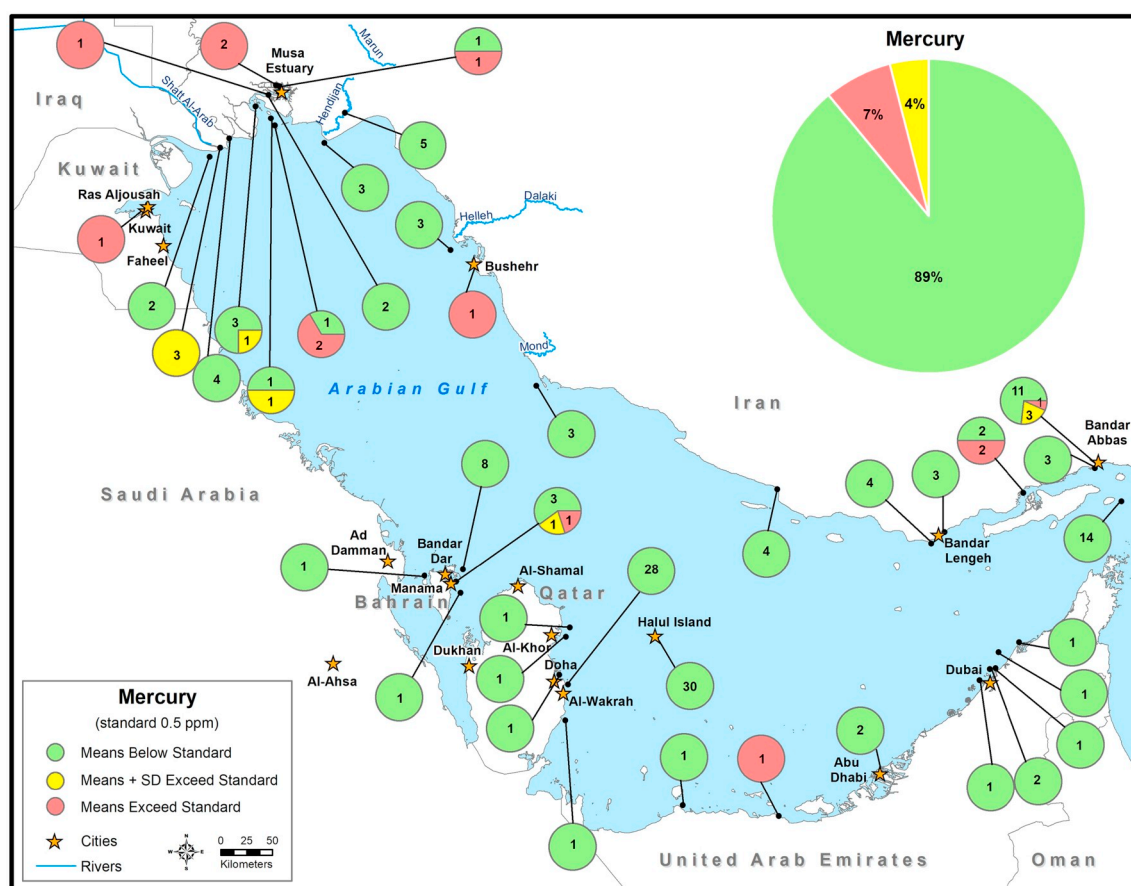 1
2
Musa
Estuary
Marun
1
1
Mercury
Iraq
Shatt Al-Arab
Hendijan
5
7%
4%
89%
Kuwait
3
Ras Aljousah
Kuwait
1
Faheel
3
Dalaki
Helleh
Bushehr
2
3
4
3
1
1
1
1
2
2
1
Mond
Arabian Gulf
3
Iran
11
1
3
Bandar
Abbas
2
2
3
Saudi Arabia
8
4
3
14
Bandar
Lengeh
4
3
1
1
Ad
Damman
Bandar
Dar
1
Manama
Bahrain
Al-Shamal
Qatar
28
1
Al-Khor
Halul Island
Dukhan
Doha
1
Al-Ahsa
1
Al-Wakrah
30
1
1
Dubai
1
1
1
2
1
2
Abu
Dhabi
1
1
1
United Arab Emirates
Oman
Mercury
(standard 0.5 ppm)
Means Below Standard
Means + SD Exceed Standard
Means Exceed Standard
Cities
Rivers
N
W
E
S
0 25 50
Kilometers